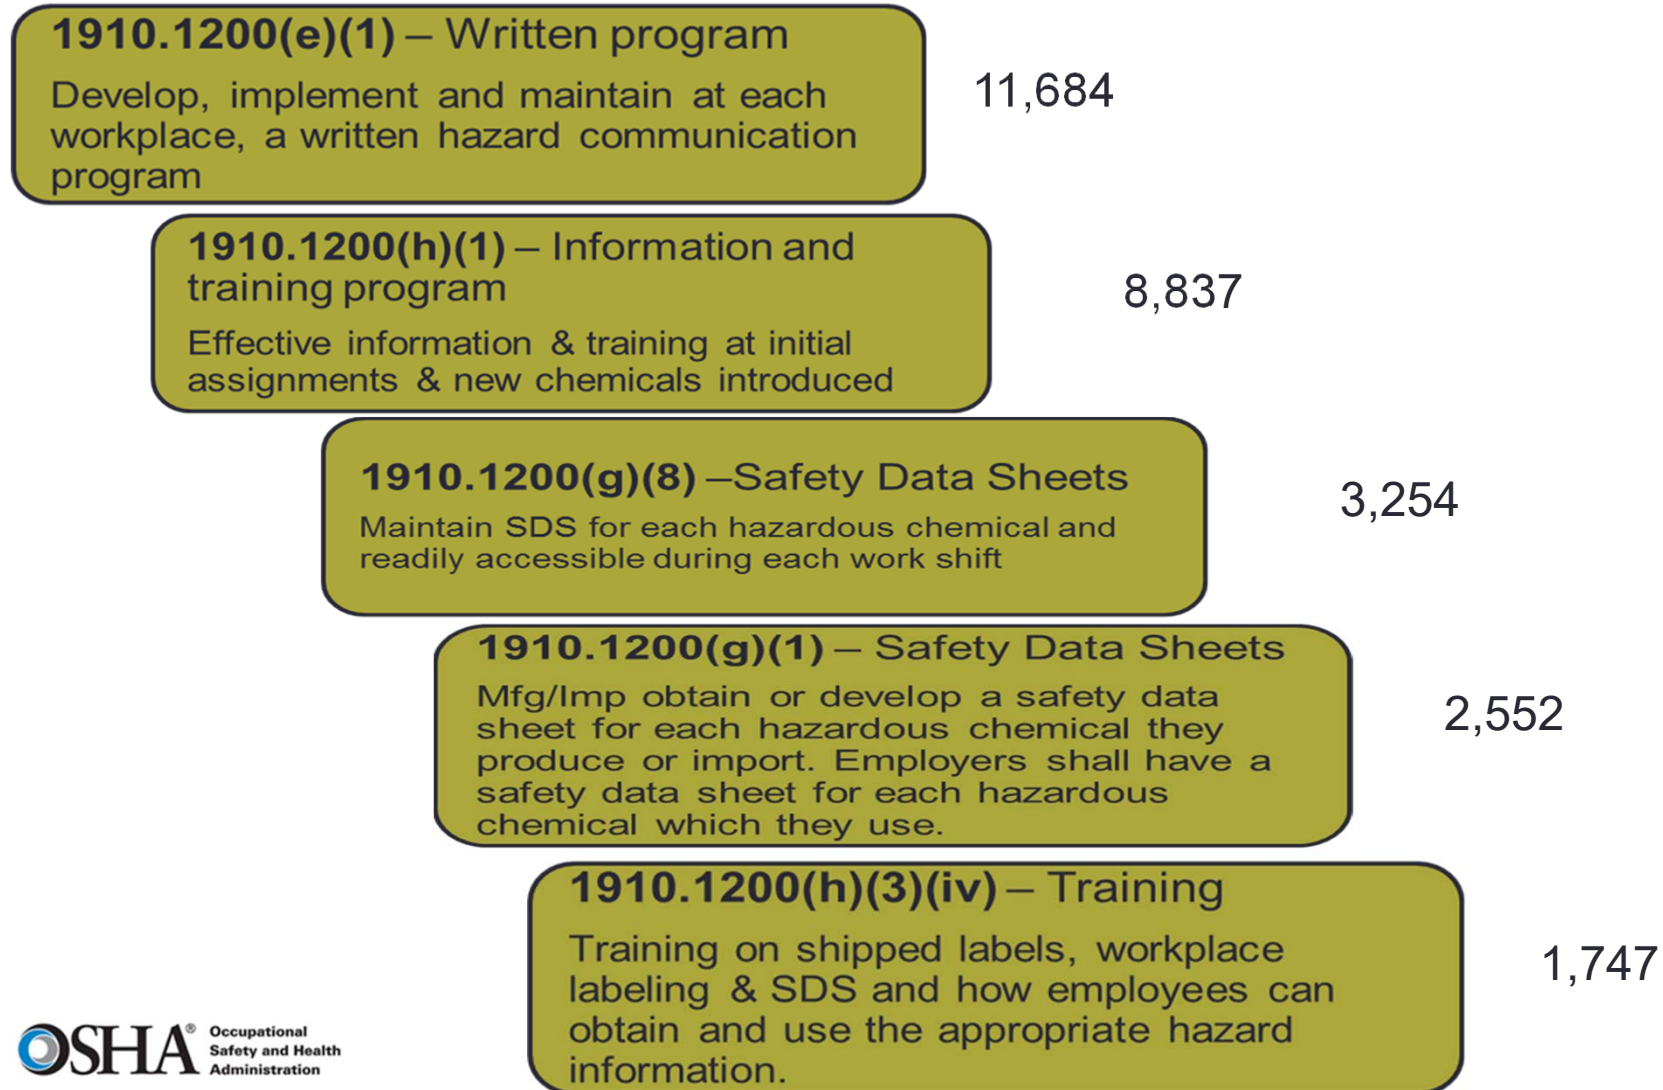 1910.1200(e)(1) – Written program
Develop, implement and maintain at each
workplace, a written hazard communication
program
11,684
1910.1200(h)(1) – Information and
training program
Effective information & training at initial
assignments & new chemicals introduced
8,837
1910.1200(g)(8) –Safety Data Sheets
Maintain SDS for each hazardous chemical and
readily accessible during each work shift
3,254
1910.1200(g)(1) – Safety Data Sheets
Mfg/Imp obtain or develop a safety data
sheet for each hazardous chemical they
produce or import. Employers shall have a
safety data sheet for each hazardous
chemical which they use.
2,552
1910.1200(h)(3)(iv) – Training
Training on shipped labels, workplace
labeling & SDS and how employees can
obtain and use the appropriate hazard
information.
1,747
OSHA®
Occupational
Safety and Health
Administration